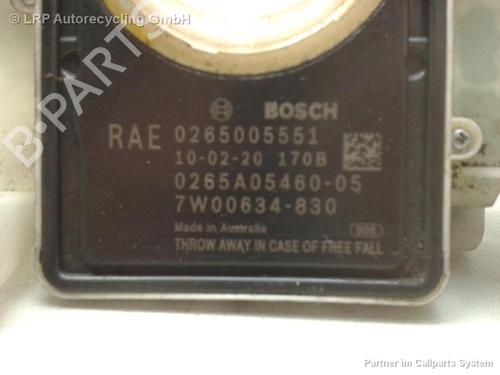 © LRP Autorecycling GmbH
BOSCH
RAE 0265005551
10-02-20 170B
0265A05460-05
7W00634-830
Made in Australia
THROW AWAY IN CASE OF FREE FALL
Partner im Callparts System